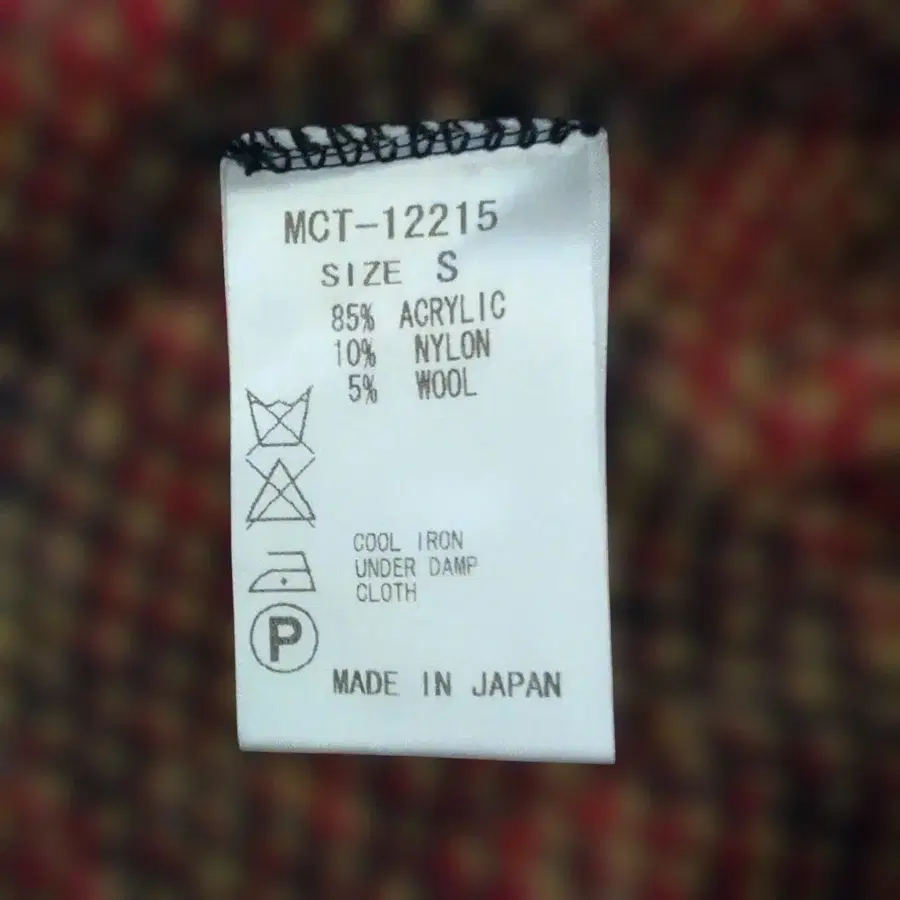 MCT-12215
SIZE S
85% ACRYLIC
10% NYLON
5% WOOL
COOL IRON
UNDER DAMP
CLOTH
P
MADE IN JAPAN